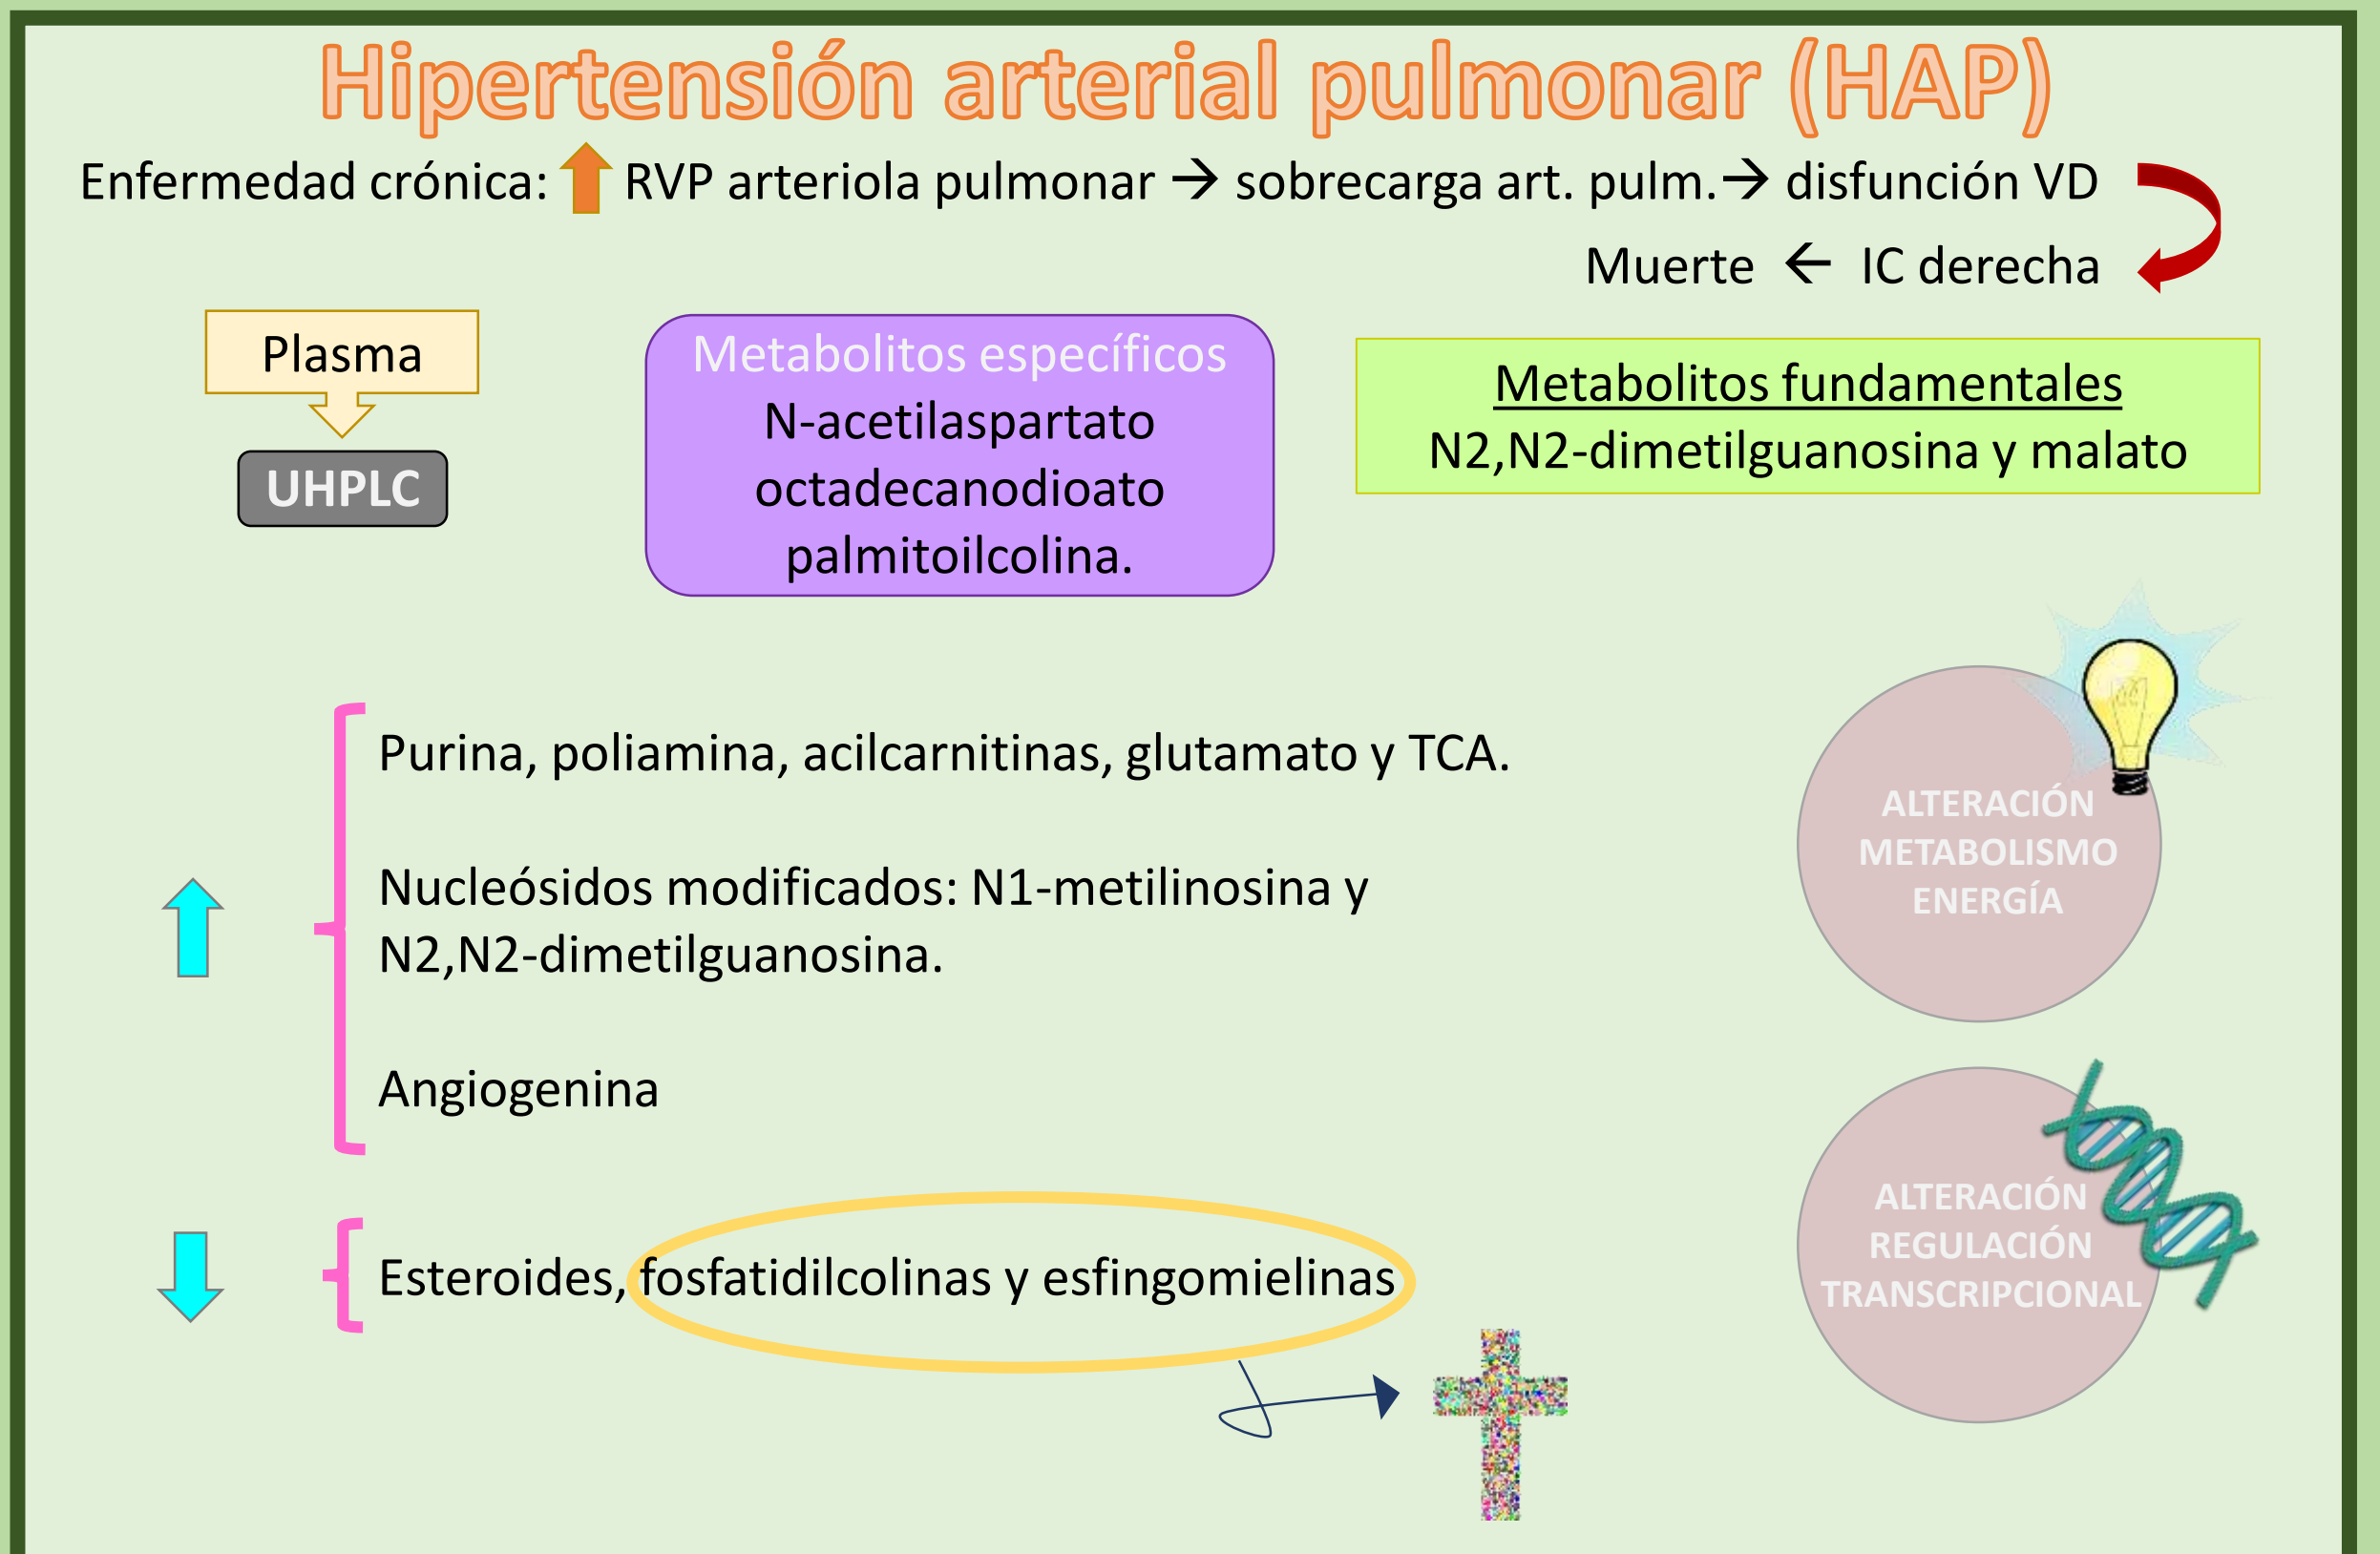 Hipertensión arterial pulmonar (HAP)
Enfermedad crónica: RVP arteriola pulmonar → sobrecarga art. pulm.→ disfunción VD
Muerte ← IC derecha
Plasma
UHPLC
Metabolitos específicos
N-acetilaspartato
octadecanodioato
palmitoilcolina.
Metabolitos fundamentales
N2,N2-dimetilguanosina y malato
Purina, poliamina, acilcarnitinas, glutamato y TCA.
Nucleósidos modificados: N1-metilinosina y
N2,N2-dimetilguanosina.
Angiogenina
Esteroides, fosfatidilcolinas y esfingomielinas
ALTERACIÓN
METABOLISMO
ENERGÍA
ALTERACIÓN
REGULACIÓN
TRANSCRIPCIONAL